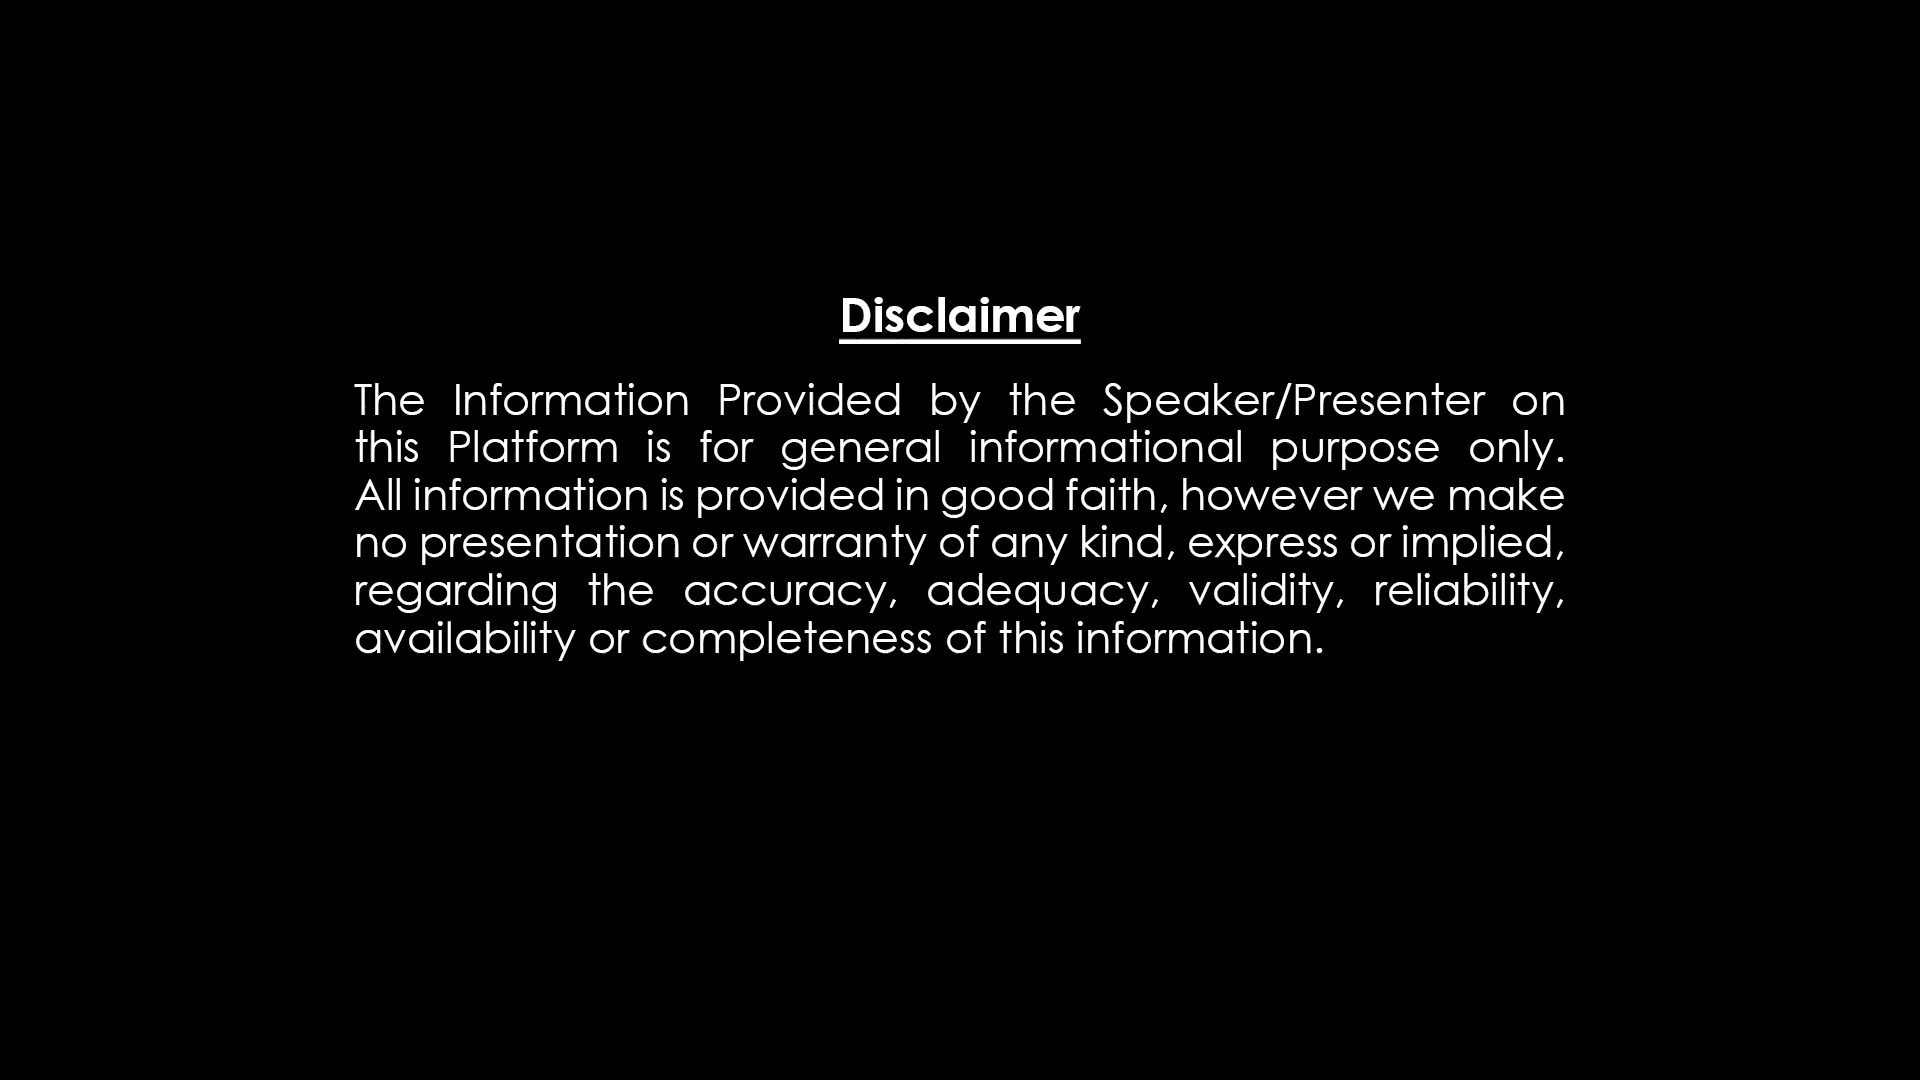 Disclaimer
The Information Provided by the Speaker/Presenter on
this Platform is for general informational purpose only.
All information is provided in good faith, however we make
no presentation or warranty of any kind, express or implied,
regarding the accuracy, adequacy, validity, reliability,
availability or completeness of this information.